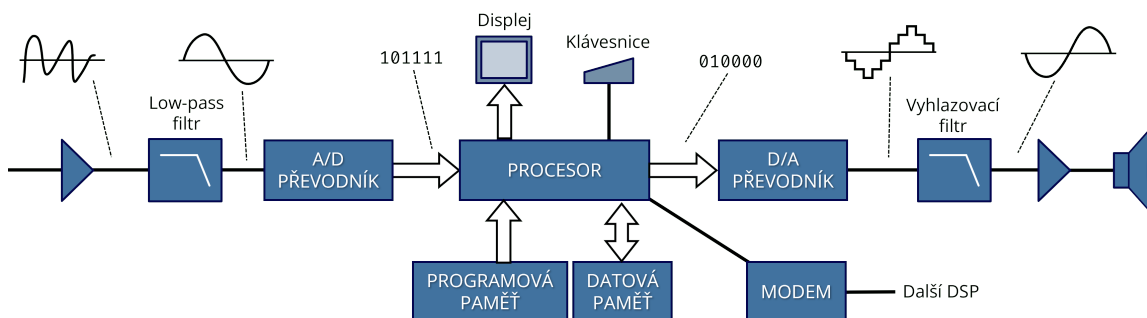 Displej
Klávesnice
101111
010000
Low-pass
filtr
Vyhlazovací
filtr
A/D
PŘEVODNÍK
PROCESOR
D/A
PŘEVODNÍK
PROGRAMOVÁ
PAMĚŤ
DATOVÁ
PAMĚŤ
MODEM
Další DSP